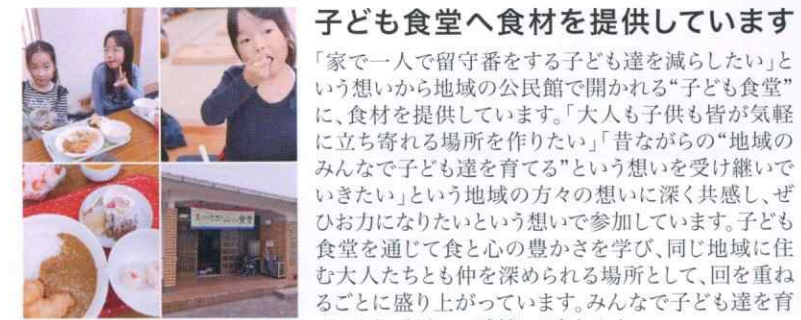 子ども食堂へ食材を提供しています
「家で一人で留守番をする子ども達を減らしたい」と
いう想いから地域の公民館で開かれる“子ども食堂”
に、食材を提供しています。「大人も子供も皆が気軽
に立ち寄れる場所を作りたい」「昔ながらの“地域の
みんなで子ども達を育てる”という想いを受け継いで
いきたい」という地域の方々の想いに深く共感し、ぜ
ひお力になりたいという想いで参加しています。子ども
食堂を通じて食と心の豊かさを学び、同じ地域に住
む大人たちとも仲を深められる場所として、回を重ね
るごとに盛り上がっています。みんなで子ども達を育
食堂